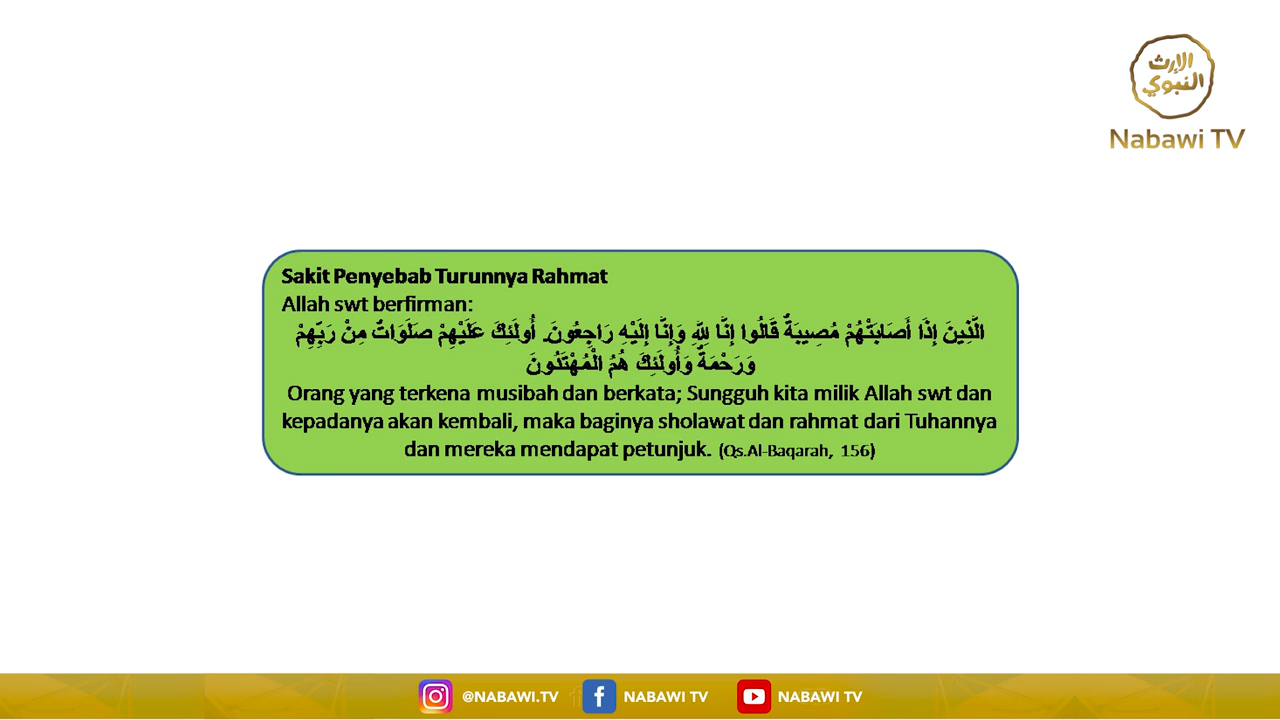 الإرث
النبوي
Nabawi TV
Sakit Penyebab Turunnya Rahmat
Allah swt berfirman:
الَّذِينَ إِذَا أَصَابَتْهُمْ مُصِيبَةٌ قَالُوا إِنَّا لِلَّهِ وَإِنَّا إِلَيْهِ رَاجِعُونَ. أُولَئِكَ عَلَيْهِمْ صَلَوَاتٌ مِنْ رَبِّهِمْ
وَرَحْمَةٌ وَأُولَئِكَ هُمُ الْمُهْتَدُونَ
Orang yang terkena musibah dan berkata; Sungguh kita milik Allah swt dan
kepadanya akan kembali, maka baginya sholawat dan rahmat dari Tuhannya
dan mereka mendapat petunjuk. (Qs.Al-Baqarah, 156)
@NABAWI.TV NABAWI TV NABAWI TV